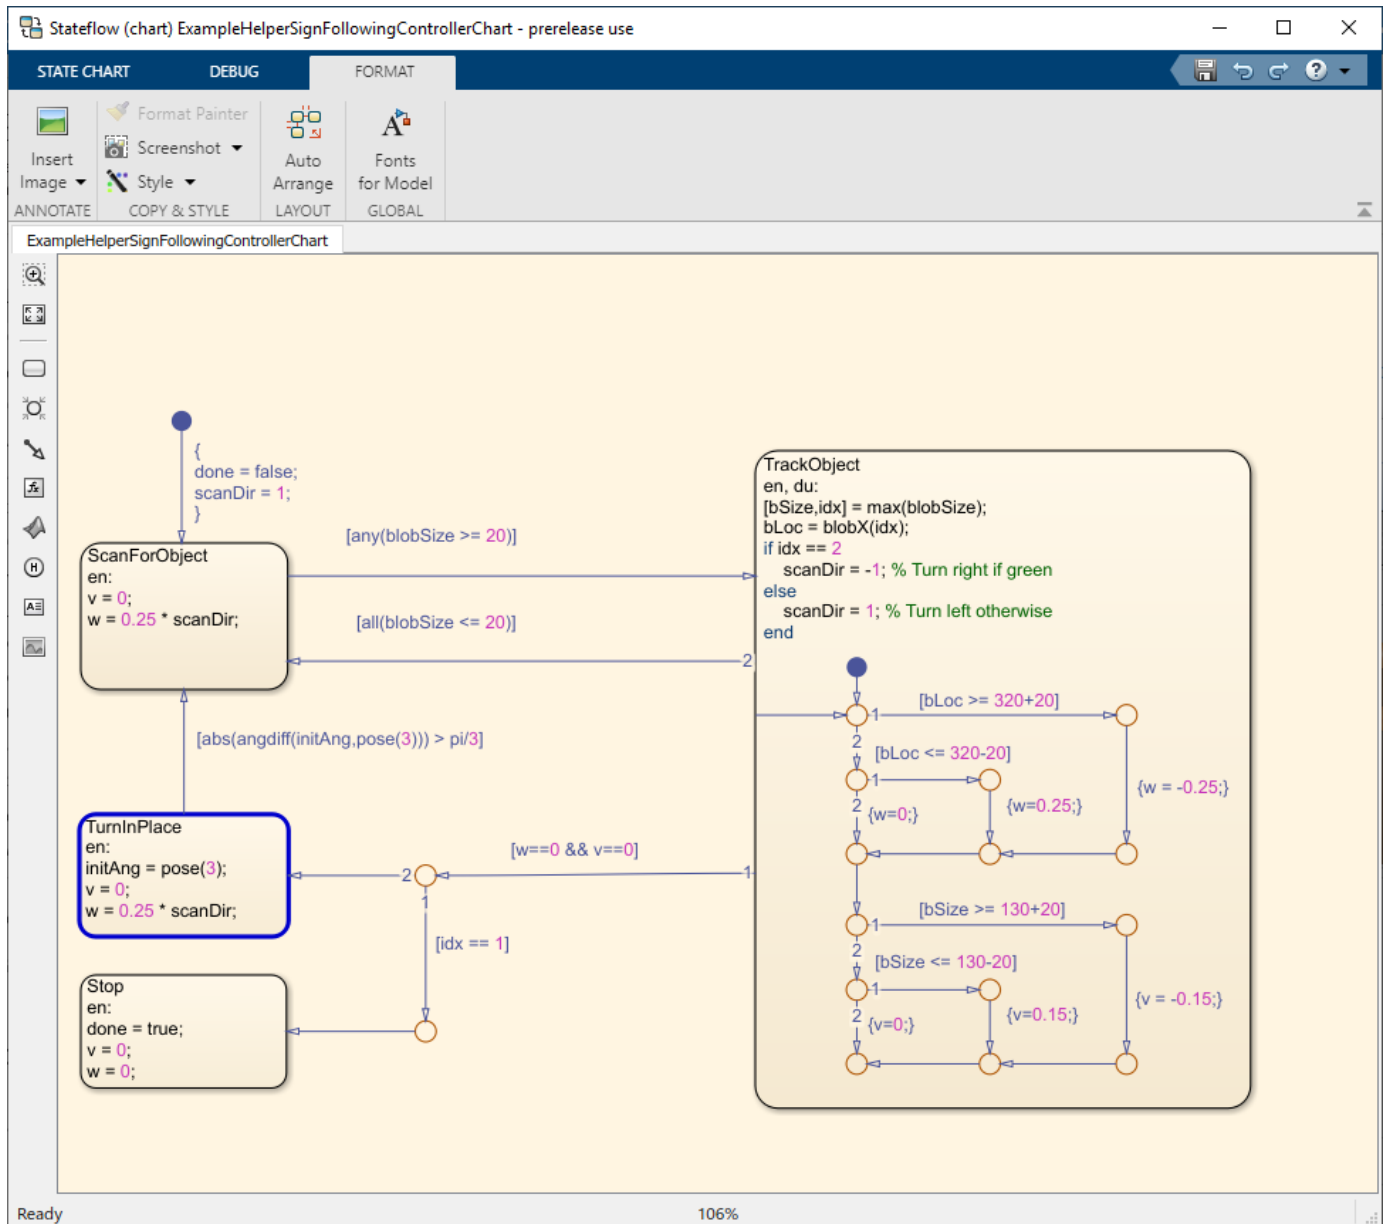 Stateflow (chart) ExampleHelperSignFollowingControllerChart - prerelease use
STATE CHART
DEBUG
FORMAT
Insert
Image
Format Painter
Screenshot
Style
Auto
Arrange
Fonts
for Model
ANNOTATE
COPY & STYLE
LAYOUT
GLOBAL
ExampleHelperSignFollowingControllerChart
{
done = false;
scanDir = 1;
}
ScanForObject
en:
v = 0;
w = 0.25 * scanDir;
[any(blobSize >= 20)]
[all(blobSize <= 20)]
2
[abs(angdiff(initAng,pose(3))) > pi/3]
TurnInPlace
en:
initAng = pose(3);
v = 0;
w = 0.25 * scanDir;
[w==0 && v==0]
1
2
1
[idx == 1]
Stop
en:
done = true;
v = 0;
w = 0;
TrackObject
en, du:
[bSize,idx] = max(blobSize);
bLoc = blobX(idx);
if idx == 2
scanDir = -1; % Turn right if green
else
scanDir = 1; % Turn left otherwise
end
[bLoc >= 320+20]
1
2
[bLoc <= 320-20]
1
2
{w=0;}
{w=0.25;}
{w = -0.25;}
[bSize >= 130+20]
1
2
[bSize <= 130-20]
1
2
{v=0;}
{v=0.15;}
{v = -0.15;}
Ready
106%